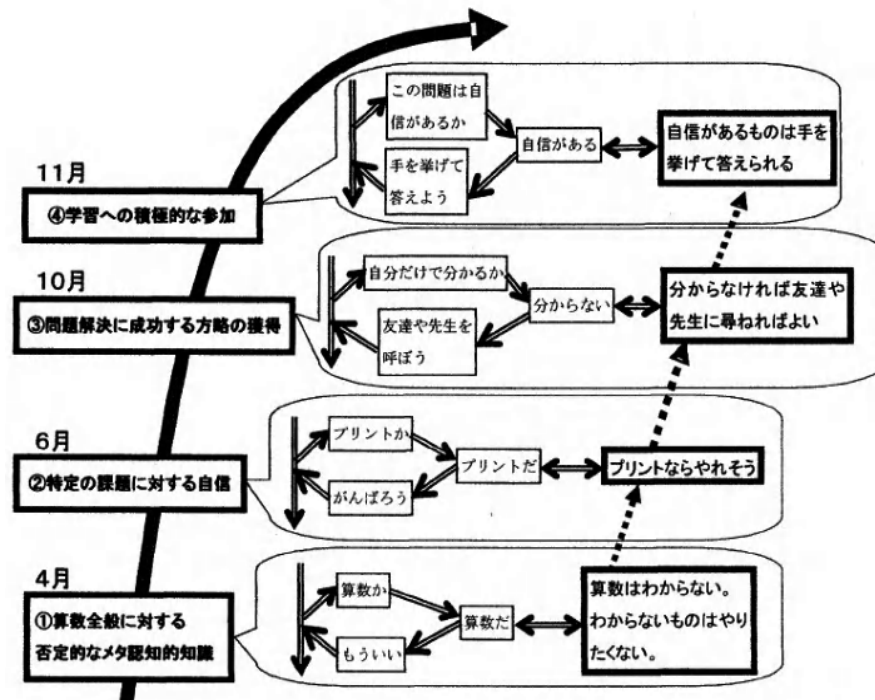 11月
④学習への積極的な参加
この問題は自
信があるか
手を挙げて
答えよう
自信がある
自信があるものは手を
挙げて答えられる
10月
③問題解決に成功する方略の獲得
自分だけで分かるか
友達や先生を
呼ぼう
分からない
分からなければ友達や
先生に尋ねればよい
6月
②特定の課題に対する自信
プリントか
がんばろう
プリントだ
プリントならやれそう
4月
①算数全般に対する
否定的なメタ認知的知識
算数か
もういい
算数だ
算数はわからない。
わからないものはやり
たくない。